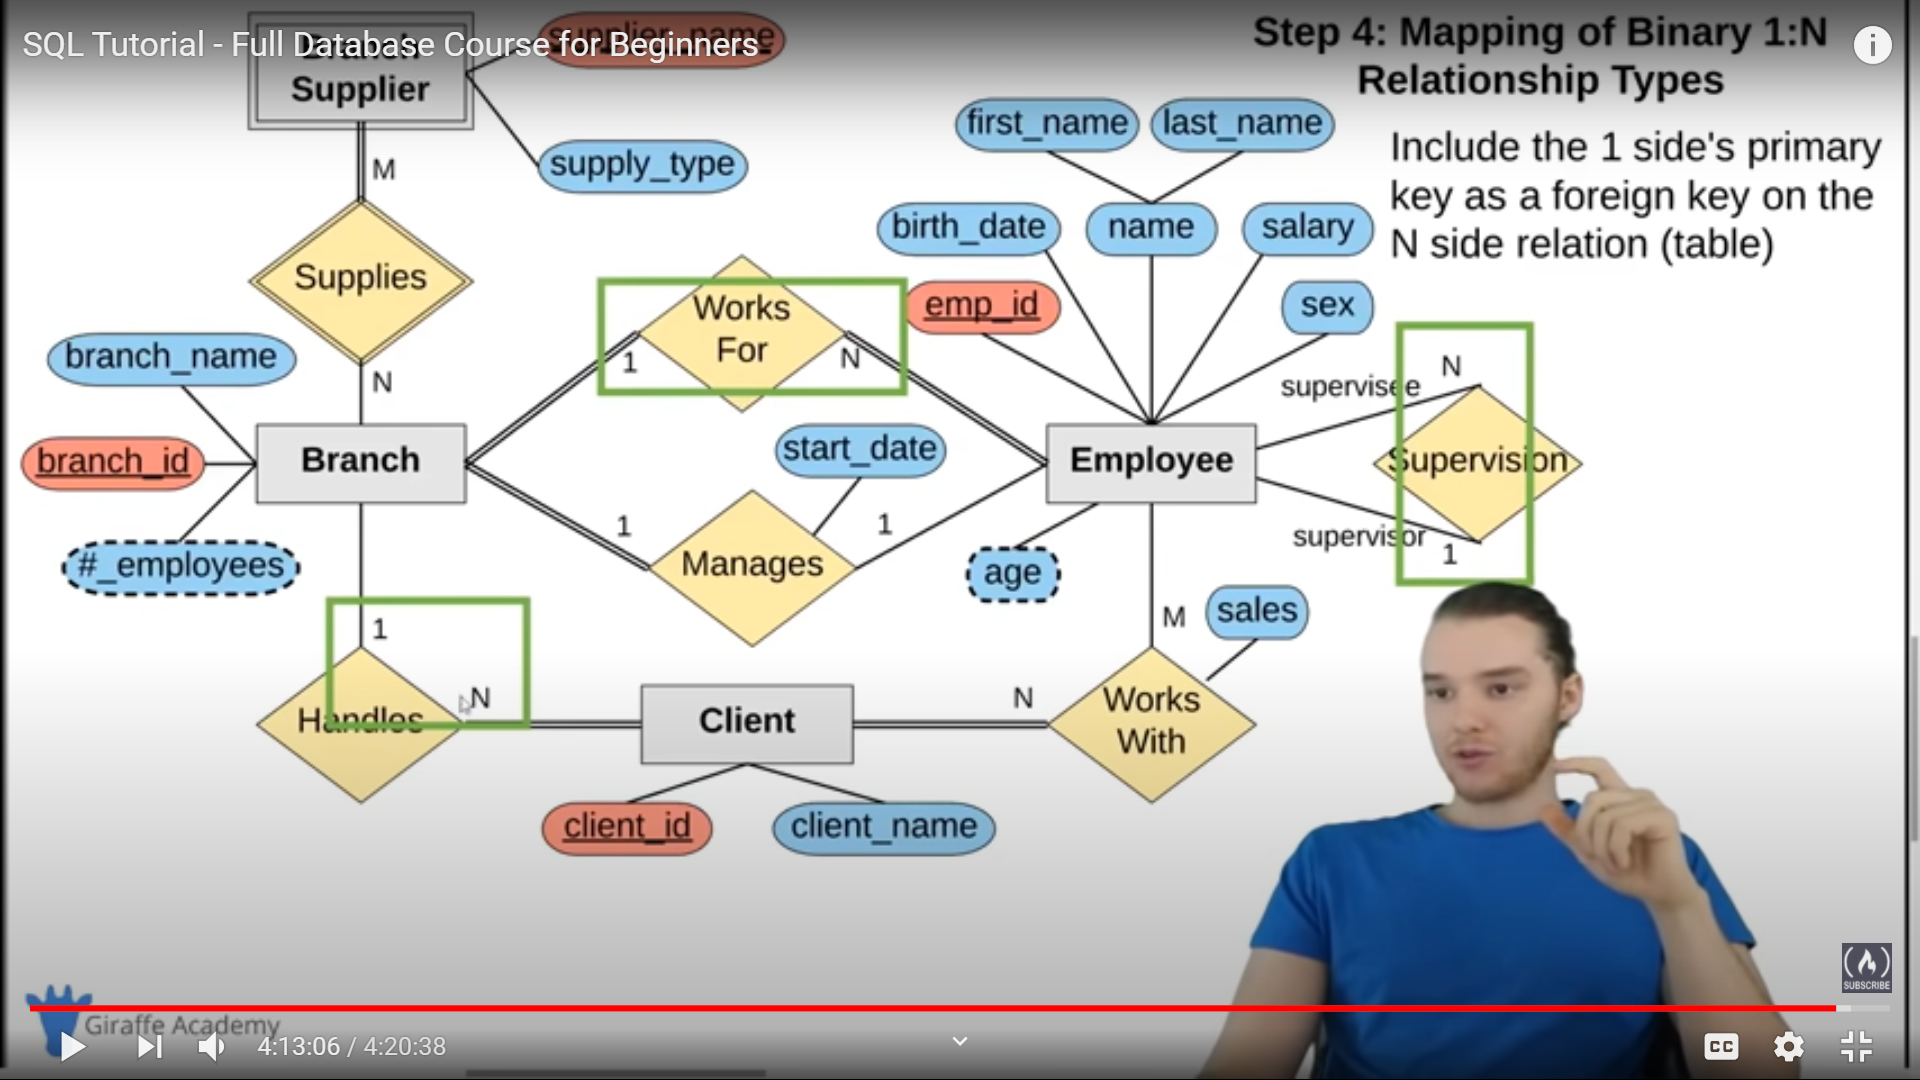 SQL Tutorial - Full Database Course for Beginners
supplier_name
Branch
Supplier
Step 4: Mapping of Binary 1:N
Relationship Types
Include the 1 side's primary
key as a foreign key on the
N side relation (table)
first_name
last_name
supply_type
M
birth_date
name
salary
Supplies
emp_id
sex
Works
For
1
N
branch_name
N
supervisee
N
Branch
branch_id
start_date
Employee
Supervision
supervisor
1
1
1
Manages
#_employees
age
M
sales
1
N
Handles
Client
N
Works
With
client_id
client_name
SUBSCRIBE
Giraffe Academy
4:13:06 / 4:20:38
CC